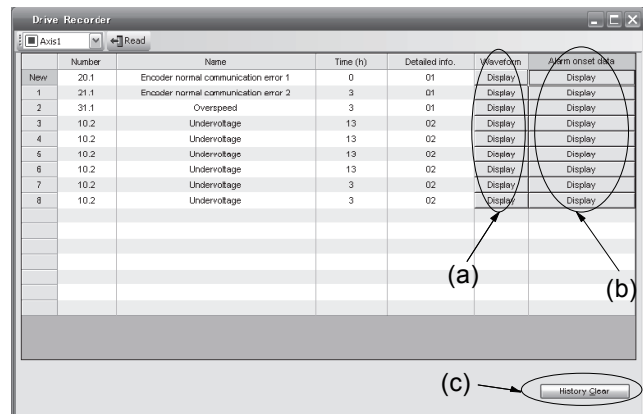 Drive Recorder
Axis1 Read
Number Name Time (h) Detailed info. Waveform Alarm onset data
New 20.1 Encoder normal communication error 1 0 01 Display Display
1 21.1 Encoder normal communication error 2 3 01 Display Display
2 31.1 Overspeed 3 01 Display Display
3 10.2 Undervoltage 13 02 Display Display
4 10.2 Undervoltage 13 02 Display Display
5 10.2 Undervoltage 13 02 Display Display
6 10.2 Undervoltage 13 02 Display Display
7 10.2 Undervoltage 3 02 Display Display
8 10.2 Undervoltage 3 02 Display Display
(a)
(b)
(c) History Clear